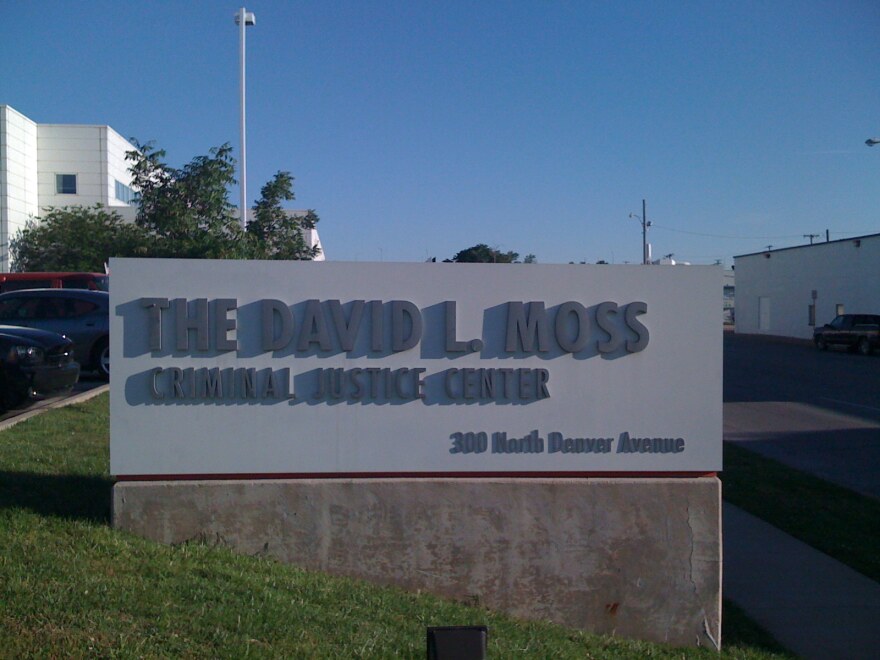 THE DAVID L. MOSS
CRIMINAL JUSTICE CENTER
300 North Denver Avenue